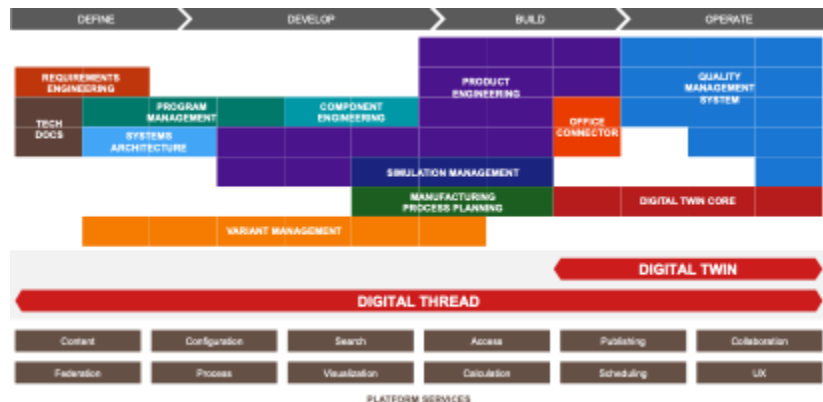 DEFINE
DEVELOP
BUILD
OPERATE
REQUIREMENTS
ENGINEERING
PRODUCT
ENGINEERING
QUALITY
MANAGEMENT
SYSTEM
TECH
DOCS
PROGRAM
MANAGEMENT
COMPONENT
ENGINEERING
OFFICE
CONNECTOR
SYSTEMS
ARCHITECTURE
SIMULATION MANAGEMENT
MANUFACTURING
PROCESS PLANNING
DIGITAL TWIN CORE
VARIANT MANAGEMENT
DIGITAL TWIN
DIGITAL THREAD
Content
Configuration
Search
Access
Publishing
Collaboration
Federation
Process
Visualization
Calculation
Scheduling
UX
PLATFORM SERVICES